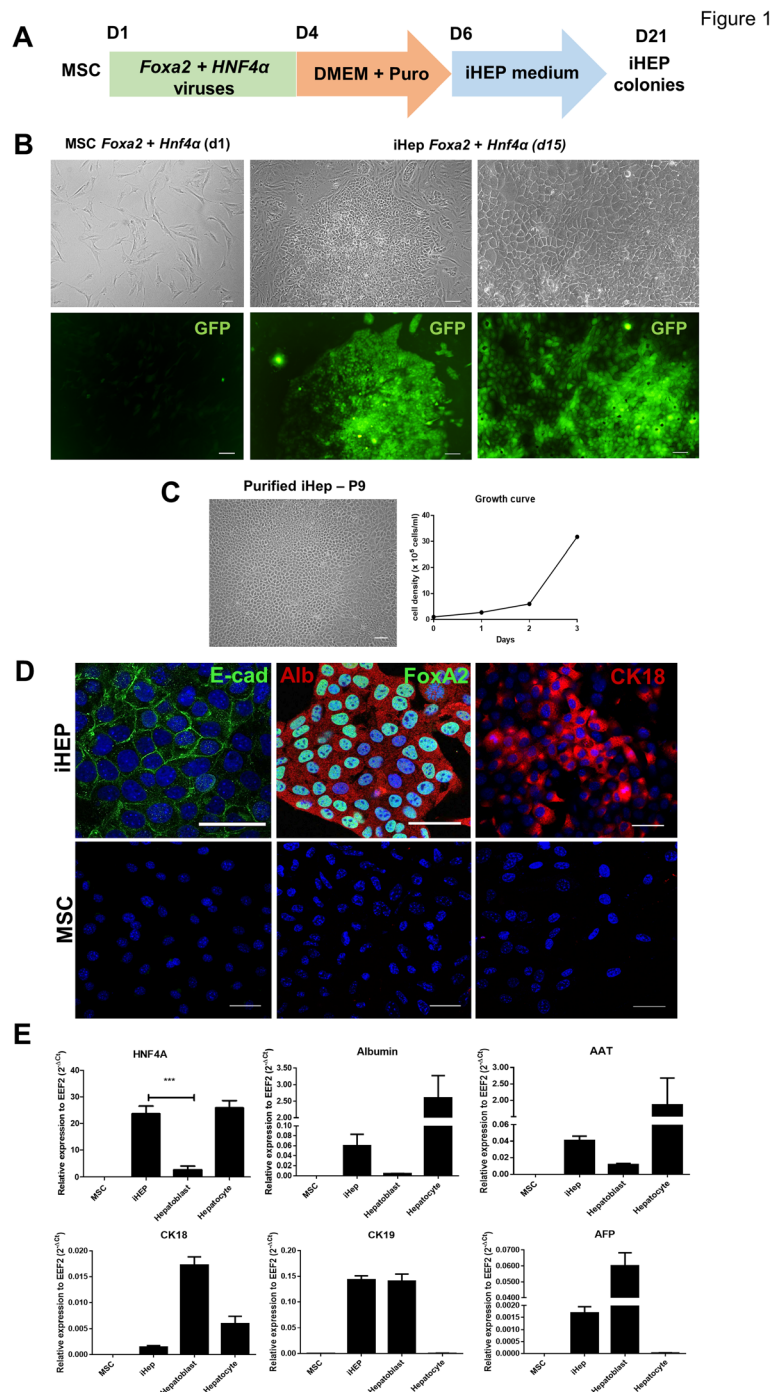 Figure 1
A
D1
D4
D6
D21
MSC
Foxa2 + HNF4α
viruses
DMEM + Puro
iHEP medium
iHEP
colonies
B
MSC Foxa2 + Hnf4α (d1)
iHep Foxa2 + Hnf4α (d15)
GFP
GFP
GFP
C
Purified iHep – P9
Growth curve
cell density (x 10⁵ cells/ml)
40
30
20
10
0
0 1 2 3
Days
D
iHEP
E-cad
Alb
FoxA2
CK18
MSC
E
HNF4A
Relative expression to EEF2 (2^-ΔCt)
40
30
20
10
0
***
MSC
iHEP
Hepatoblast
Hepatocyte
Albumin
Relative expression to EEF2 (2^-ΔCt)
3.50
2.50
1.50
0.50
0.10
0.08
0.06
0.04
0.02
0.00
MSC
iHep
Hepatoblast
Hepatocyte
AAT
Relative expression to EEF2 (2^-ΔCt)
3.00
2.00
1.00
0.06
0.04
0.02
0.00
MSC
iHep
Hepatoblast
Hepatocyte
CK18
Relative expression to EEF2 (2^-ΔCt)
0.020
0.015
0.010
0.005
0.000
MSC
iHep
Hepatoblast
Hepatocyte
CK19
Relative expression to EEF2 (2^-ΔCt)
0.20
0.15
0.10
0.05
0.00
MSC
iHEP
Hepatoblast
Hepatocyte
AFP
Relative expression to EEF2 (2^-ΔCt)
0.0700
0.0600
0.0500
0.0400
0.0020
0.0015
0.0010
0.0005
0.0000
MSC
iHep
Hepatoblast
Hepatocyte